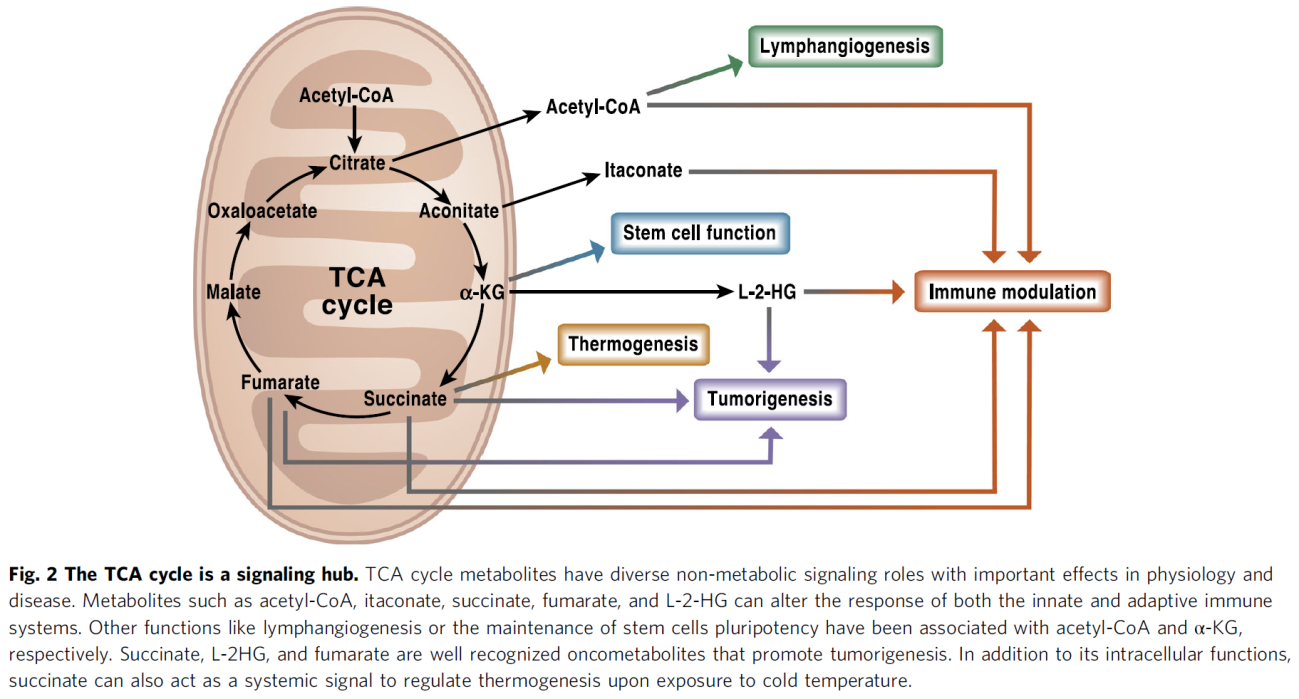 Lymphangiogenesis
Acetyl-CoA
Acetyl-CoA
Citrate
Itaconate
Oxaloacetate
Aconitate
Stem cell function
TCA
cycle
Malate
α-KG
L-2-HG
Immune modulation
Thermogenesis
Fumarate
Succinate
Tumorigenesis
Fig. 2 The TCA cycle is a signaling hub. TCA cycle metabolites have diverse non-metabolic signaling roles with important effects in physiology and
disease. Metabolites such as acetyl-CoA, itaconate, succinate, fumarate, and L-2-HG can alter the response of both the innate and adaptive immune
systems. Other functions like lymphangiogenesis or the maintenance of stem cells pluripotency have been associated with acetyl-CoA and α-KG,
respectively. Succinate, L-2HG, and fumarate are well recognized oncometabolites that promote tumorigenesis. In addition to its intracellular functions,
succinate can also act as a systemic signal to regulate thermogenesis upon exposure to cold temperature.